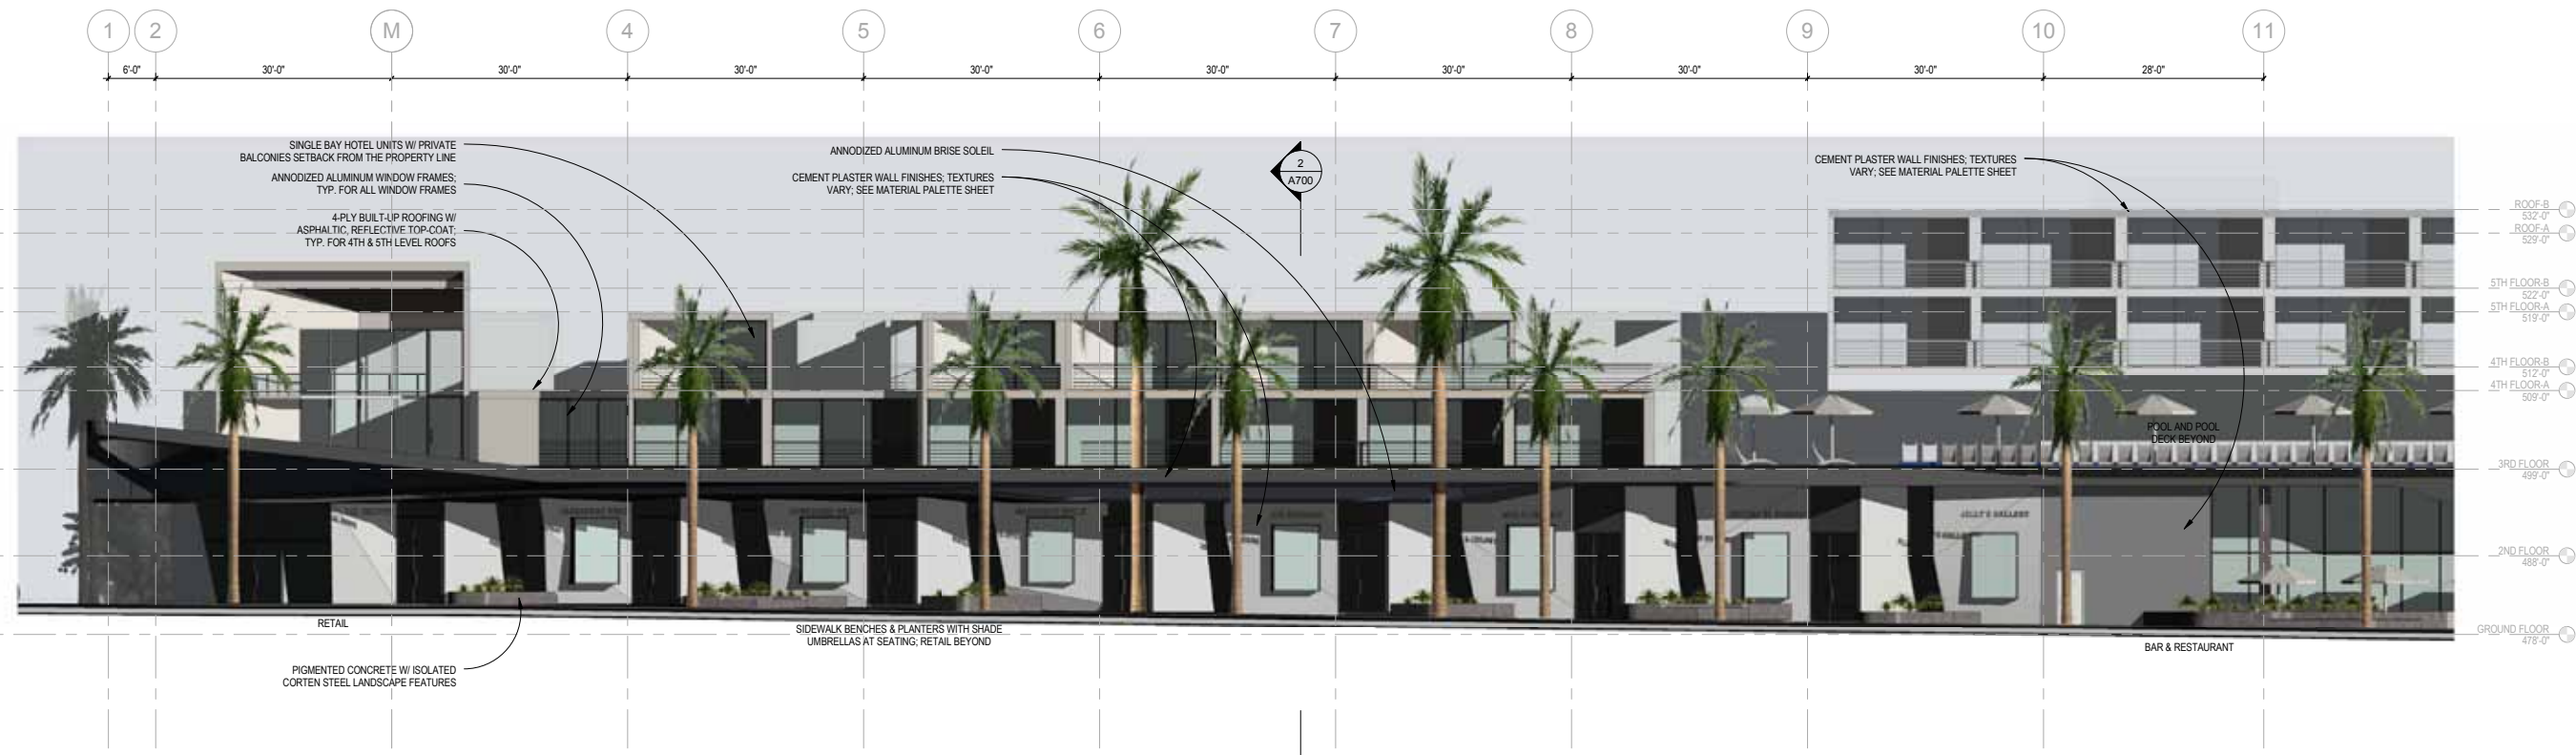 1 2 M 4 5 6 7 8 9 10 11
6'-0" 30'-0" 30'-0" 30'-0" 30'-0" 30'-0" 30'-0" 30'-0" 30'-0" 28'-0"
SINGLE BAY HOTEL UNITS W/ PRIVATE
BALCONIES SETBACK FROM THE PROPERTY LINE
ANNODIZED ALUMINUM WINDOW FRAMES;
TYP. FOR ALL WINDOW FRAMES
4-PLY BUILT-UP ROOFING W/
ASPHALTIC, REFLECTIVE TOP-COAT;
TYP. FOR 4TH & 5TH LEVEL ROOFS
ANNODIZED ALUMINUM BRISE SOLEIL
CEMENT PLASTER WALL FINISHES; TEXTURES
VARY; SEE MATERIAL PALETTE SHEET
2
A700
CEMENT PLASTER WALL FINISHES; TEXTURES
VARY; SEE MATERIAL PALETTE SHEET
ROOF-B
532'-0"
ROOF-A
529'-0"
5TH FLOOR-B
522'-0"
5TH FLOOR-A
519'-0"
4TH FLOOR-B
512'-0"
4TH FLOOR-A
509'-0"
POOL AND POOL
DECK BEYOND
3RD FLOOR
499'-0"
JOLLY'S GALLERY
2ND FLOOR
488'-0"
GROUND FLOOR
478'-0"
RETAIL
SIDEWALK BENCHES & PLANTERS WITH SHADE
UMBRELLAS AT SEATING; RETAIL BEYOND
BAR & RESTAURANT
PIGMENTED CONCRETE W/ ISOLATED
CORTEN STEEL LANDSCAPE FEATURES